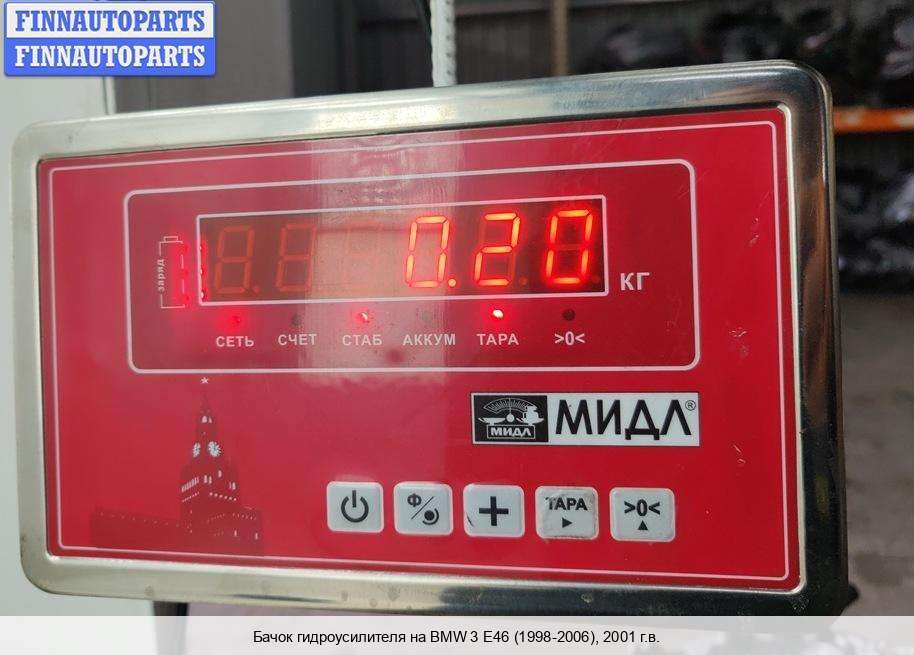 FINNAUTOPARTS
FINNAUTOPARTS
заряд
0.20
КГ
СЕТЬ СЧЕТ СТАБ АККУМ ТАРА >0<
МИДЛ
МИДЛ®
Ф
ТАРА
>0<
Бачок гидроусилителя на BMW 3 E46 (1998-2006), 2001 г.в.